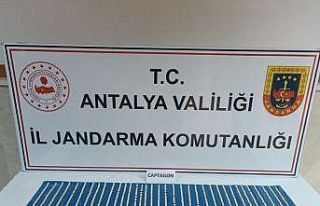 T.C.
ANTALYA VALİLİĞİ
İL JANDARMA KOMUTANLIĞI
CAPTAGON